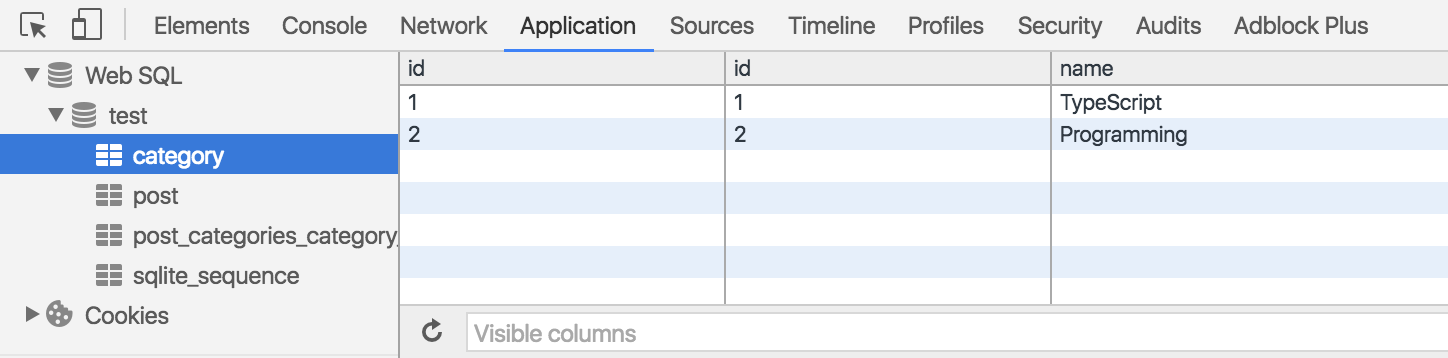 Elements Console Network Application Sources Timeline Profiles Security Audits Adblock Plus
Web SQL
test
category
post
post_categories_category_
sqlite_sequence
Cookies
id id name
1 1 TypeScript
2 2 Programming
Visible columns